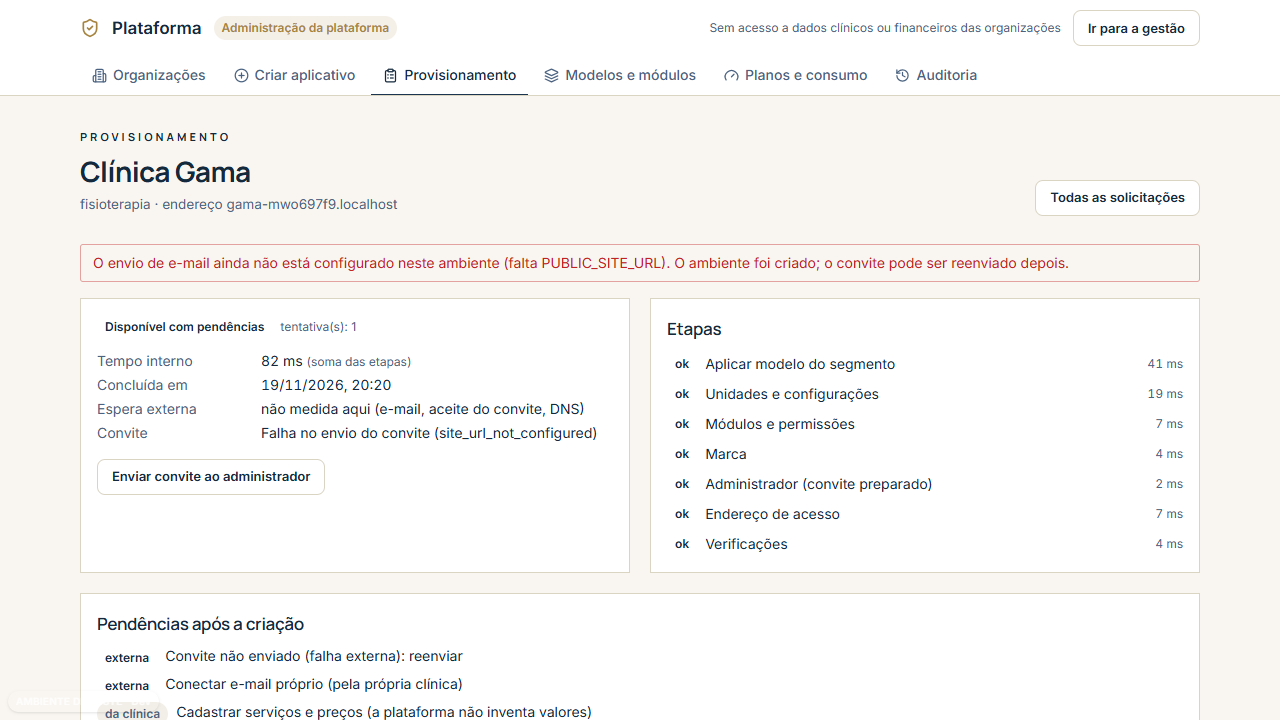 Plataforma
Administração da plataforma
Sem acesso a dados clínicos ou financeiros das organizações
Ir para a gestão
Organizações
Criar aplicativo
Provisionamento
Modelos e módulos
Planos e consumo
Auditoria
PROVISIONAMENTO
Clínica Gama
fisioterapia · endereço gama-mwo697f9.localhost
Todas as solicitações
O envio de e-mail ainda não está configurado neste ambiente (falta PUBLIC_SITE_URL). O ambiente foi criado; o convite pode ser reenviado depois.
Disponível com pendências tentativa(s): 1
Tempo interno 82 ms (soma das etapas)
Concluída em 19/11/2026, 20:20
Espera externa não medida aqui (e-mail, aceite do convite, DNS)
Convite Falha no envio do convite (site_url_not_configured)
Enviar convite ao administrador
Etapas
ok Aplicar modelo do segmento 41 ms
ok Unidades e configurações 19 ms
ok Módulos e permissões 7 ms
ok Marca 4 ms
ok Administrador (convite preparado) 2 ms
ok Endereço de acesso 7 ms
ok Verificações 4 ms
Pendências após a criação
externa Convite não enviado (falha externa): reenviar
externa Conectar e-mail próprio (pela própria clínica)
da clínica Cadastrar serviços e preços (a plataforma não inventa valores)